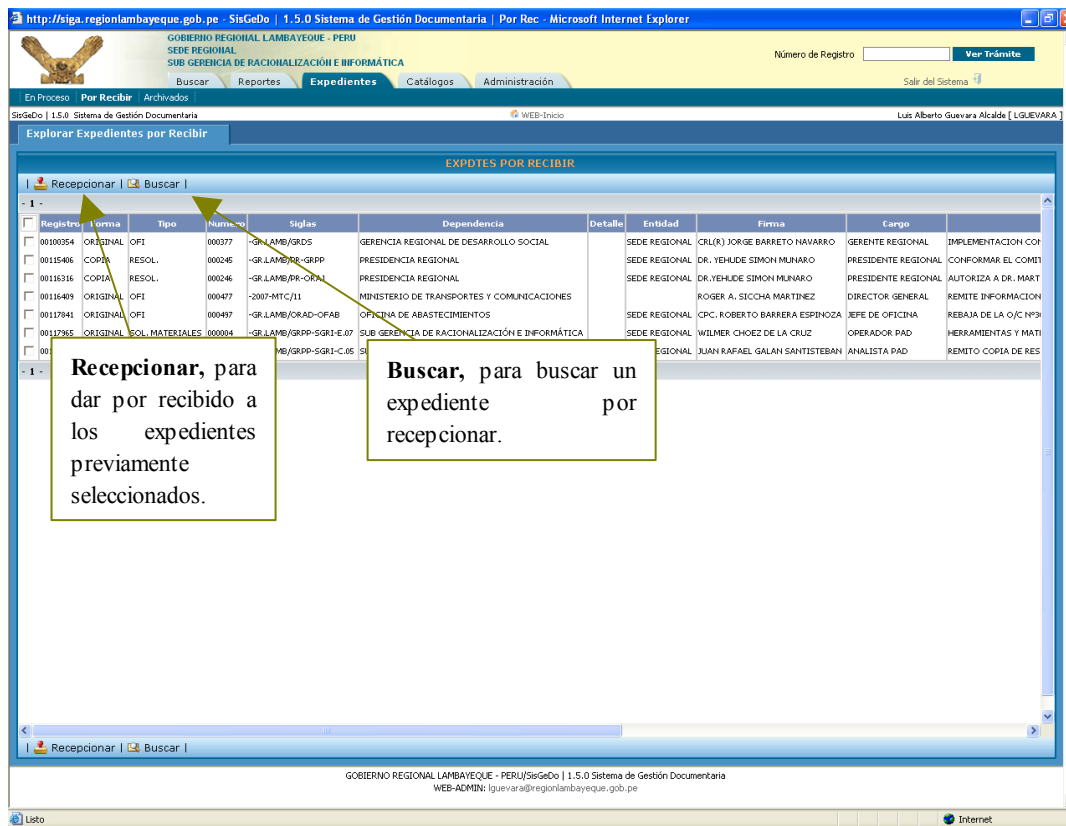 http://siga.regionlambayeque.gob.pe - SisGeDo | 1.5.0 Sistema de Gestión Documentaria | Por Rec - Microsoft Internet Explorer
GOBIERNO REGIONAL LAMBAYEQUE - PERU
SEDE REGIONAL
SUB GERENCIA DE RACIONALIZACIÓN E INFORMÁTICA
Número de Registro Ver Trámite
Buscar Reportes Expedientes Catálogos Administración Salir del Sistema
En Proceso Por Recibir Archivados
SisGeDo | 1.5.0 Sistema de Gestión Documentaria WEB-Inicio Luis Alberto Guevara Alcalde [ LGUEVARA ]
Explorar Expedientes por Recibir
EXPDTES POR RECIBIR
| Recepcionar | Buscar |
- 1 -
Registro Forma Tipo Numero Siglas Dependencia Detalle Entidad Firma Cargo
00100354 ORIGINAL OFI 000377 -GR.LAMB/GRDS GERENCIA REGIONAL DE DESARROLLO SOCIAL SEDE REGIONAL CRL(R) JORGE BARRETO NAVARRO GERENTE REGIONAL IMPLEMENTACION CON
00115406 COPIA RESOL. 000245 -GR.LAMB/PR-GRPP PRESIDENCIA REGIONAL SEDE REGIONAL DR. YEHUDE SIMON MUNARO PRESIDENTE REGIONAL CONFORMAR EL COMIT
00116316 COPIA RESOL. 000246 -GR.LAMB/PR-ORAJ PRESIDENCIA REGIONAL SEDE REGIONAL DR.YEHUDE SIMON MUNARO PRESIDENTE REGIONAL AUTORIZA A DR. MART
00116409 ORIGINAL OFI 000477 -2007-MTC/11 MINISTERIO DE TRANSPORTES Y COMUNICACIONES ROGER A. SICCHA MARTINEZ DIRECTOR GENERAL REMITE INFORMACION
00117841 ORIGINAL OFI 000497 -GR.LAMB/ORAD-OFAB OFICINA DE ABASTECIMIENTOS SEDE REGIONAL CPC. ROBERTO BARRERA ESPINOZA JEFE DE OFICINA REBAJA DE LA O/C Nº3
00117965 ORIGINAL SOL. MATERIALES 000004 -GR.LAMB/GRPP-SGRI-E.07 SUB GERENCIA DE RACIONALIZACIÓN E INFORMÁTICA SEDE REGIONAL WILMER CHOEZ DE LA CRUZ OPERADOR PAD HERRAMIENTAS Y MATE
MB/GRPP-SGRI-C.05 EGIONAL JUAN RAFAEL GALAN SANTISTEBAN ANALISTA PAD REMITO COPIA DE RES
- 1 -
Recepcionar, para
dar por recibido a
los expedientes
previamente
seleccionados.
Buscar, para buscar un
expediente por
recepcionar.
| Recepcionar | Buscar |
GOBIERNO REGIONAL LAMBAYEQUE - PERU/SisGeDo | 1.5.0 Sistema de Gestión Documentaria
WEB-ADMIN: lguevara@regionlambayeque.gob.pe
Listo Internet